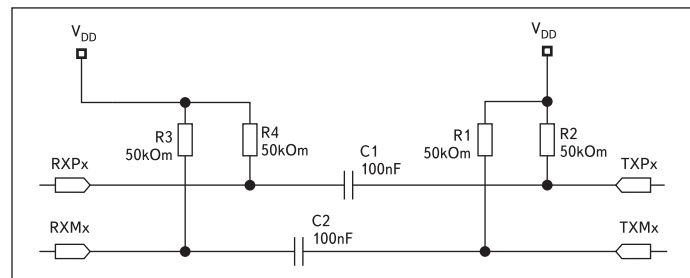 VDD
VDD
R3
50kOm
R4
50kOm
C1
100nF
R1
50kOm
R2
50kOm
RXPx
TXPx
C2
100nF
RXMx
TXMx